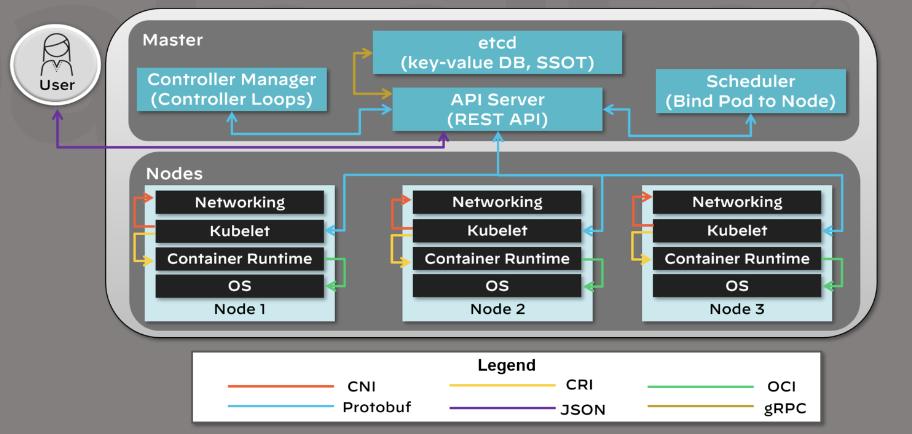 User
Master
etcd
(key-value DB, SSOT)
Controller Manager
(Controller Loops)
API Server
(REST API)
Scheduler
(Bind Pod to Node)
Nodes
Networking
Kubelet
Container Runtime
OS
Node 1
Networking
Kubelet
Container Runtime
OS
Node 2
Networking
Kubelet
Container Runtime
OS
Node 3
Legend
CNI
CRI
OCI
Protobuf
JSON
gRPC